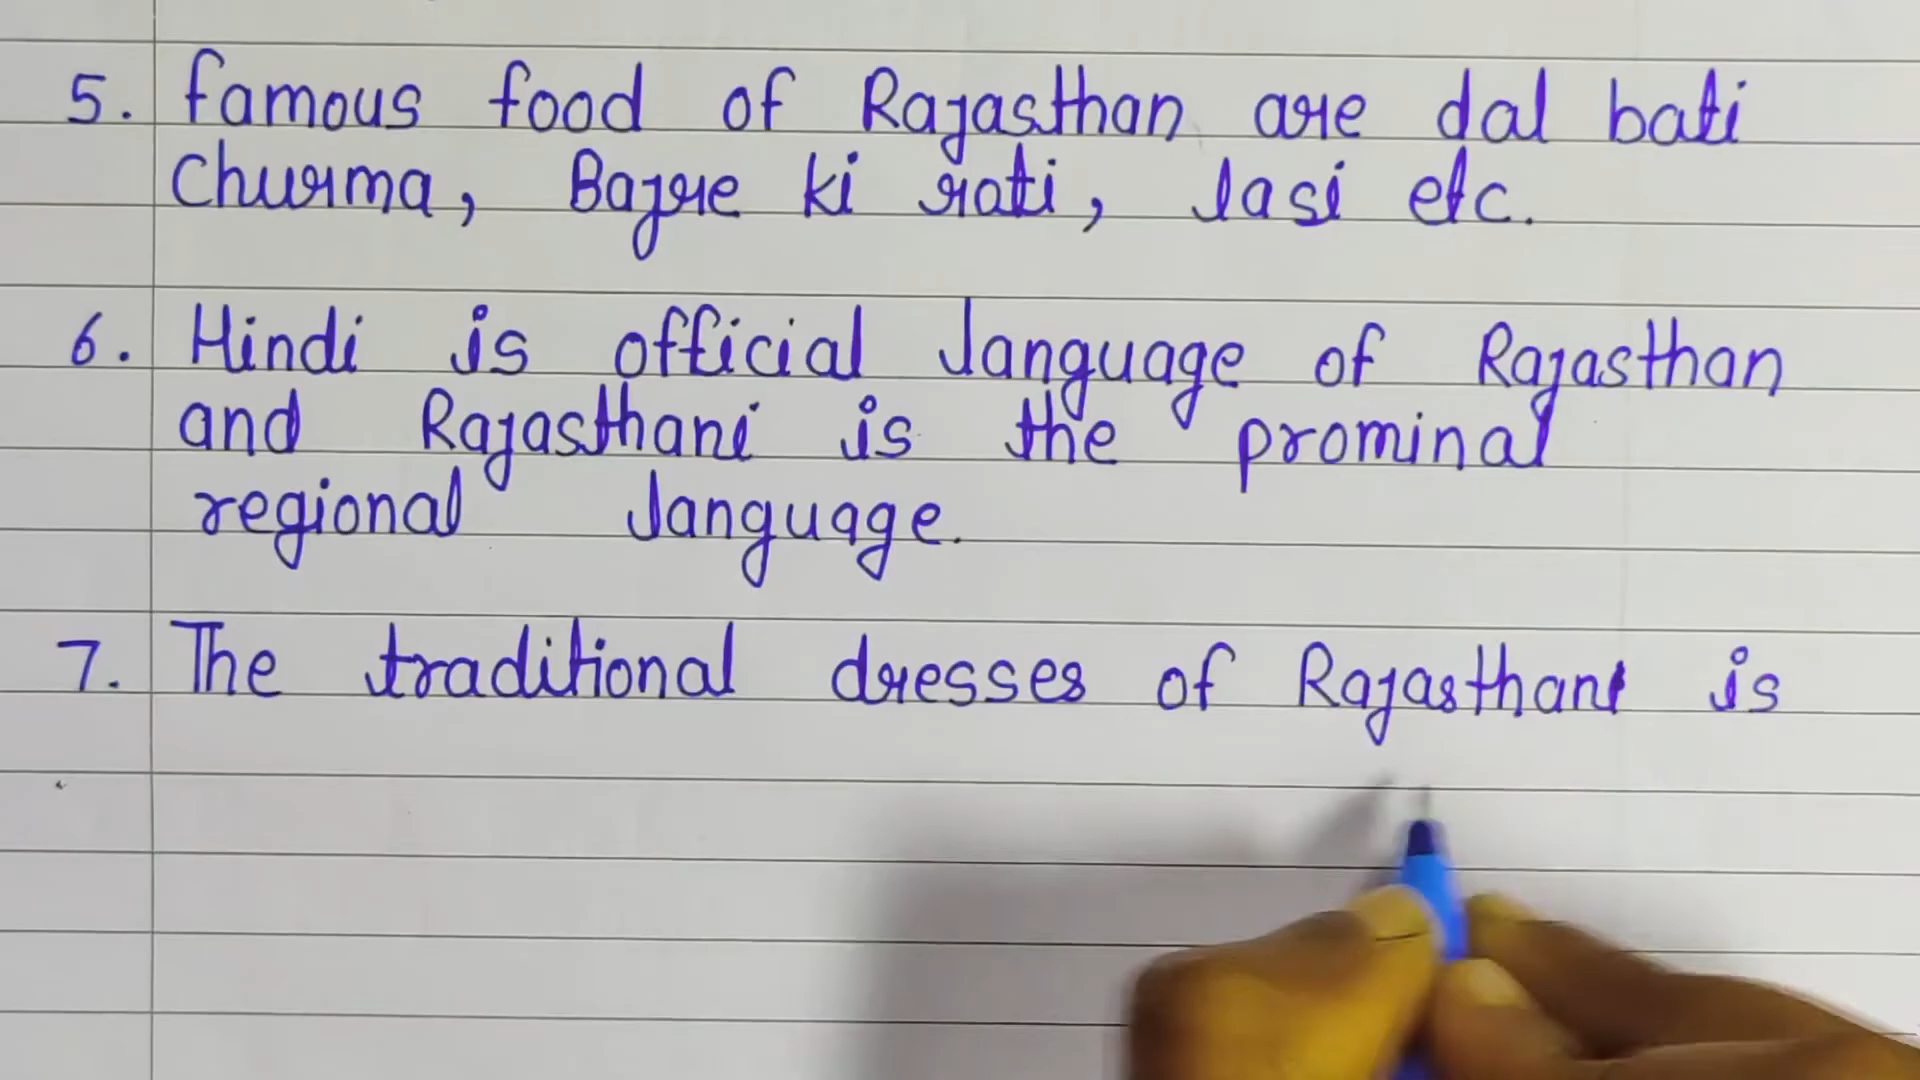 5. famous food of Rajasthan are dal bati
Churma, Bajre ki rati, lasi etc.
6. Hindi is official language of Rajasthan
and Rajasthani is the prominal
regional language.
7. The traditional dresses of Rajasthani is